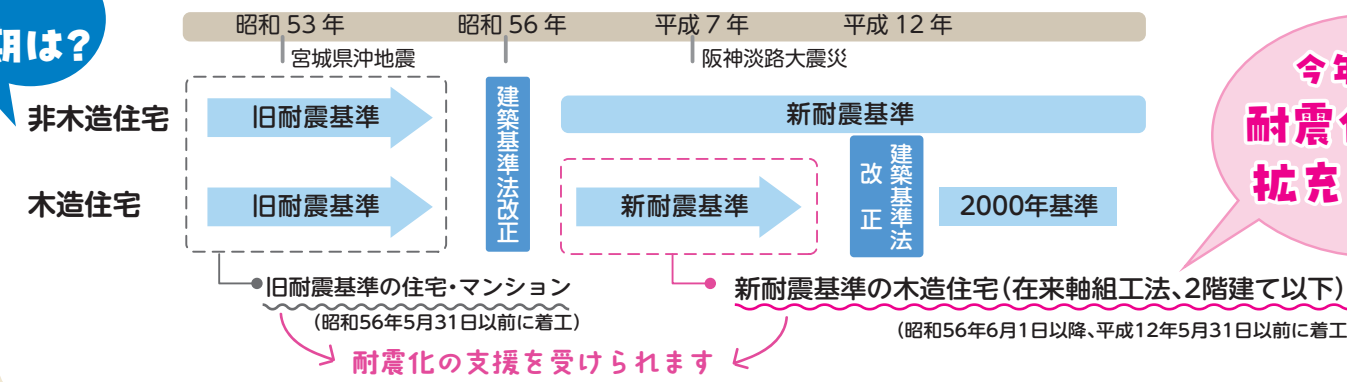 期は?
昭和 53 年
昭和 56 年
平成 7 年
平成 12 年
宮城県沖地震
阪神淡路大震災
非木造住宅
旧耐震基準
建築基準法改正
新耐震基準
木造住宅
旧耐震基準
新耐震基準
建築基準法
改正
2000年基準
今年
耐震化
拡充
旧耐震基準の住宅・マンション
(昭和56年5月31日以前に着工)
新耐震基準の木造住宅(在来軸組工法、2階建て以下)
(昭和56年6月1日以降、平成12年5月31日以前に着工
耐震化の支援を受けられます